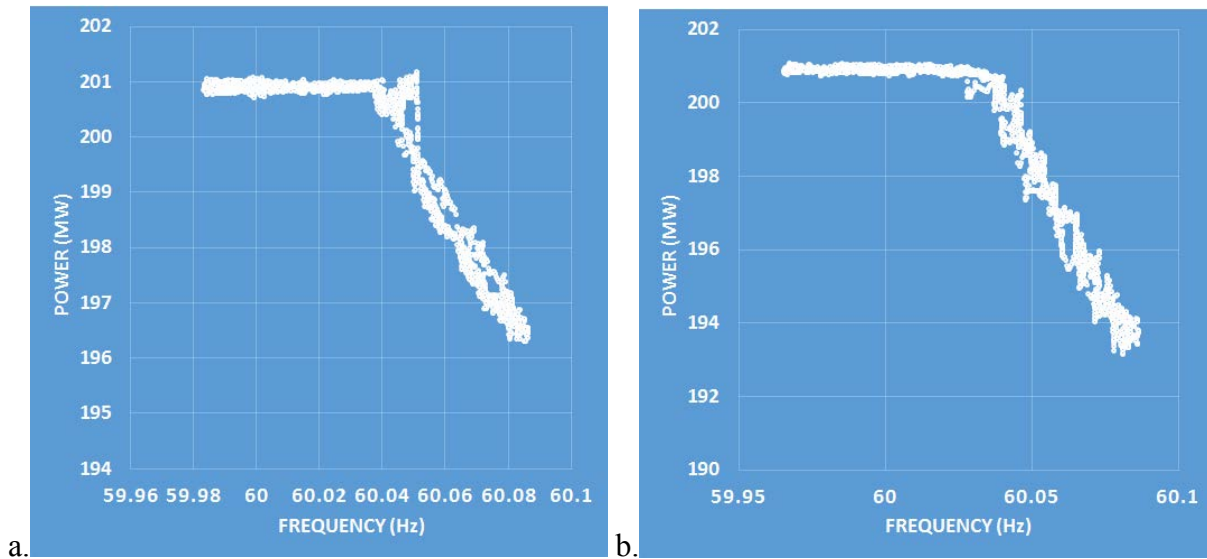 202
201
200
199
198
197
196
195
194
POWER (MW)
59.96 59.98 60 60.02 60.04 60.06 60.08 60.1
FREQUENCY (Hz)
a.
202
200
198
196
194
192
190
POWER (MW)
59.95 60 60.05 60.1
FREQUENCY (Hz)
b.